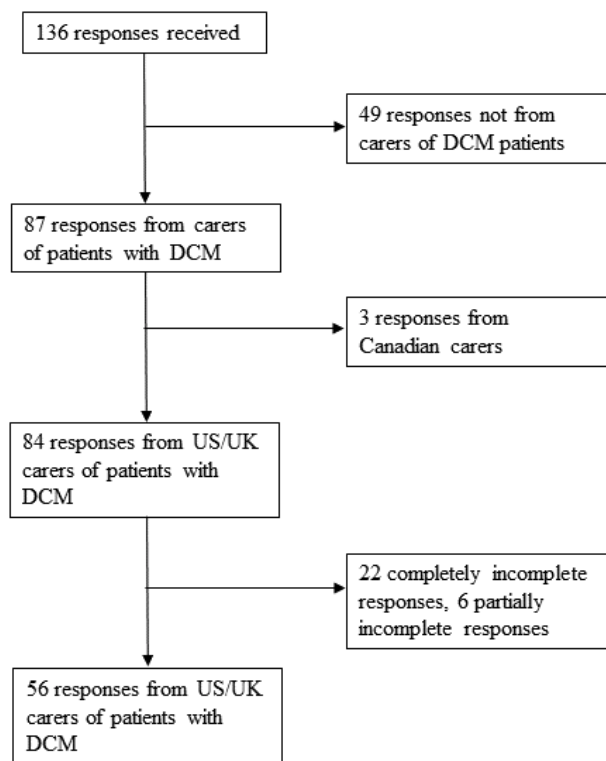 136 responses received
49 responses not from
carers of DCM patients
87 responses from carers
of patients with DCM
3 responses from
Canadian carers
84 responses from US/UK
carers of patients with
DCM
22 completely incomplete
responses, 6 partially
incomplete responses
56 responses from US/UK
carers of patients with
DCM